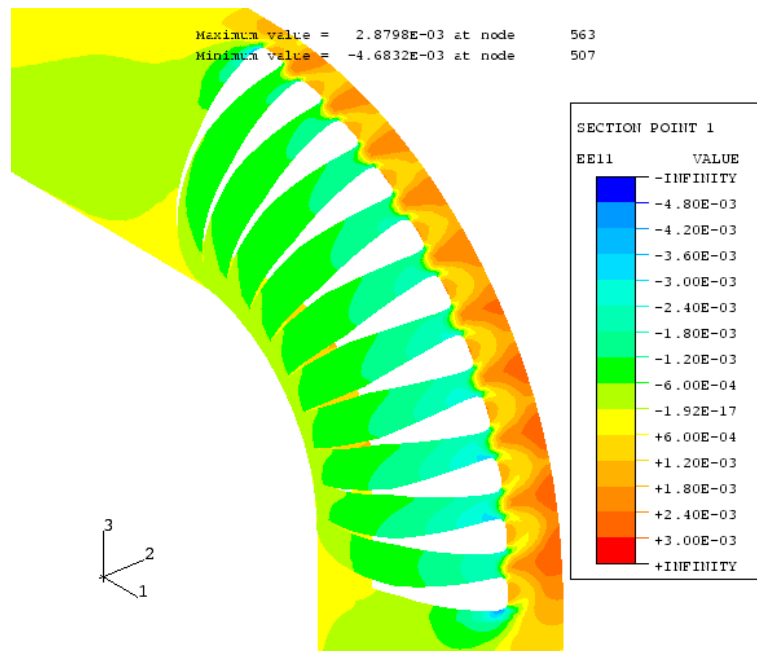 Maximum value = 2.8798E-03 at node 563
Minimum value = -4.6832E-03 at node 507
SECTION POINT 1
EE11 VALUE
-INFINITY
-4.80E-03
-4.20E-03
-3.60E-03
-3.00E-03
-2.40E-03
-1.80E-03
-1.20E-03
-6.00E-04
-1.92E-17
+6.00E-04
+1.20E-03
+1.80E-03
+2.40E-03
+3.00E-03
+INFINITY
3
2
1